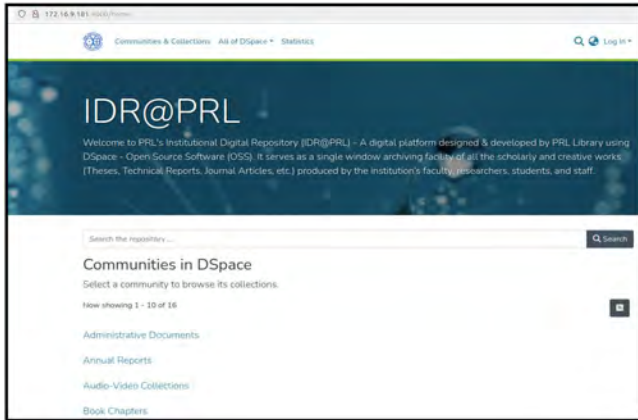 172.16.9.181
Communities & Collections All of DSpace Statistics Log In
IDR@PRL
Welcome to PRL's Institutional Digital Repository (IDR@PRL) - A digital platform designed & developed by PRL Library using
DSpace - Open Source Software (OSS). It serves as a single window archiving facility of all the scholarly and creative works
(Theses, Technical Reports, Journal Articles, etc.) produced by the institution's faculty, researchers, students, and staff.
Search the repository ... Search
Communities in DSpace
Select a community to browse its collections.
Now showing 1 - 10 of 16
Administrative Documents
Annual Reports
Audio-Video Collections
Book Chapters